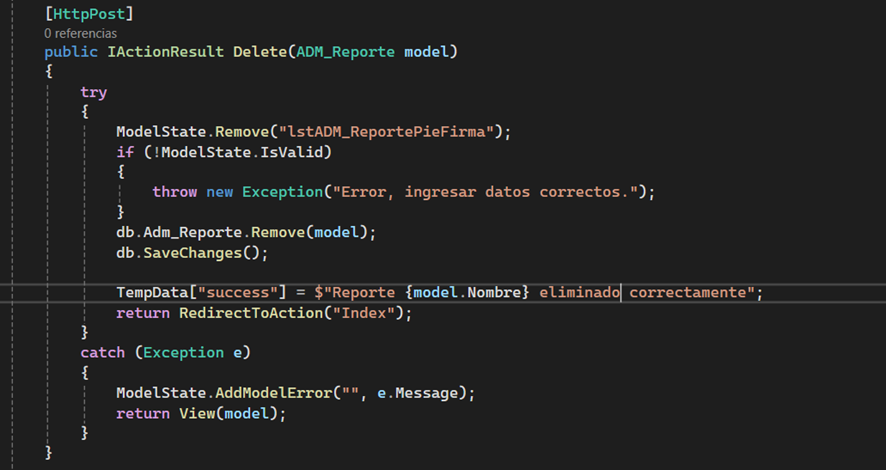 [HttpPost]
0 referencias
public IActionResult Delete(ADM_Reporte model)
{
try
{
ModelState.Remove("lstADM_ReportePieFirma");
if (!ModelState.IsValid)
{
throw new Exception("Error, ingresar datos correctos.");
}
db.Adm_Reporte.Remove(model);
db.SaveChanges();
TempData["success"] = $"Reporte {model.Nombre} eliminado correctamente";
return RedirectToAction("Index");
}
catch (Exception e)
{
ModelState.AddModelError("", e.Message);
return View(model);
}
}